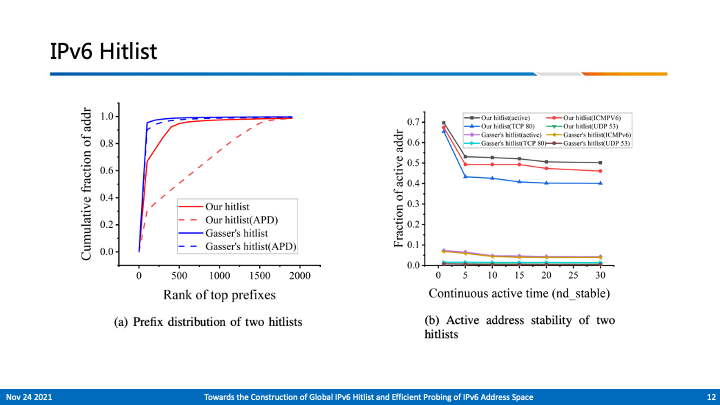 IPv6 Hitlist
Cumulative fraction of addr
1.0
0.8
0.6
0.4
0.2
0.0
Our hitlist
Our hitlist(APD)
Gasser's hitlist
Gasser's hitlist(APD)
0 500 1000 1500 2000
Rank of top prefixes
(a) Prefix distribution of two hitlists
Fraction of active addr
0.7
0.6
0.5
0.4
0.3
0.2
0.1
0.0
Our hitlist(active) Our hitlist(ICMPV6)
Our hitlist(TCP 80) Our hitlist(UDP 53)
Gasser's hitlist(active) Gasser's hitlist(ICMPv6)
Gasser's hitlist(TCP 80) Gasser's hitlist(UDP 53)
0 5 10 15 20 25 30
Continuous active time (nd_stable)
(b) Active address stability of two
hitlists
Nov 24 2021 Towards the Construction of Global IPv6 Hitlist and Efficient Probing of IPv6 Address Space 12